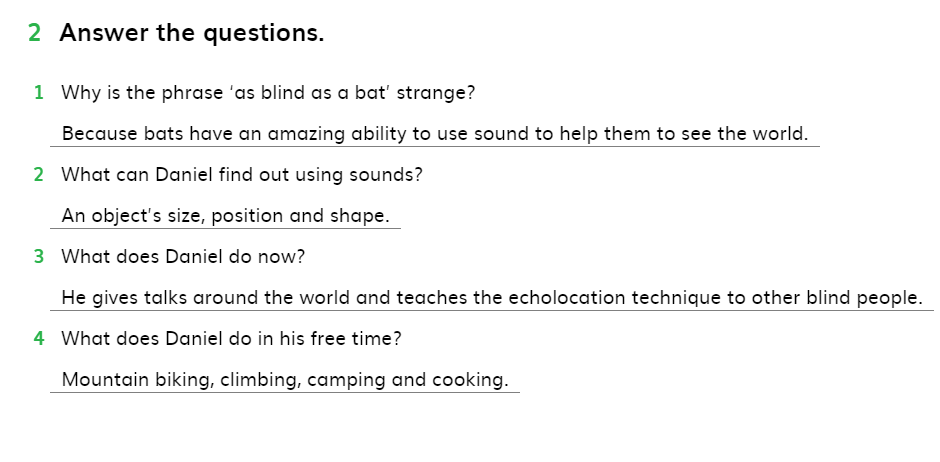 2 Answer the questions.
1 Why is the phrase ‘as blind as a bat’ strange?
Because bats have an amazing ability to use sound to help them to see the world.
2 What can Daniel find out using sounds?
An object's size, position and shape.
3 What does Daniel do now?
He gives talks around the world and teaches the echolocation technique to other blind people.
4 What does Daniel do in his free time?
Mountain biking, climbing, camping and cooking.